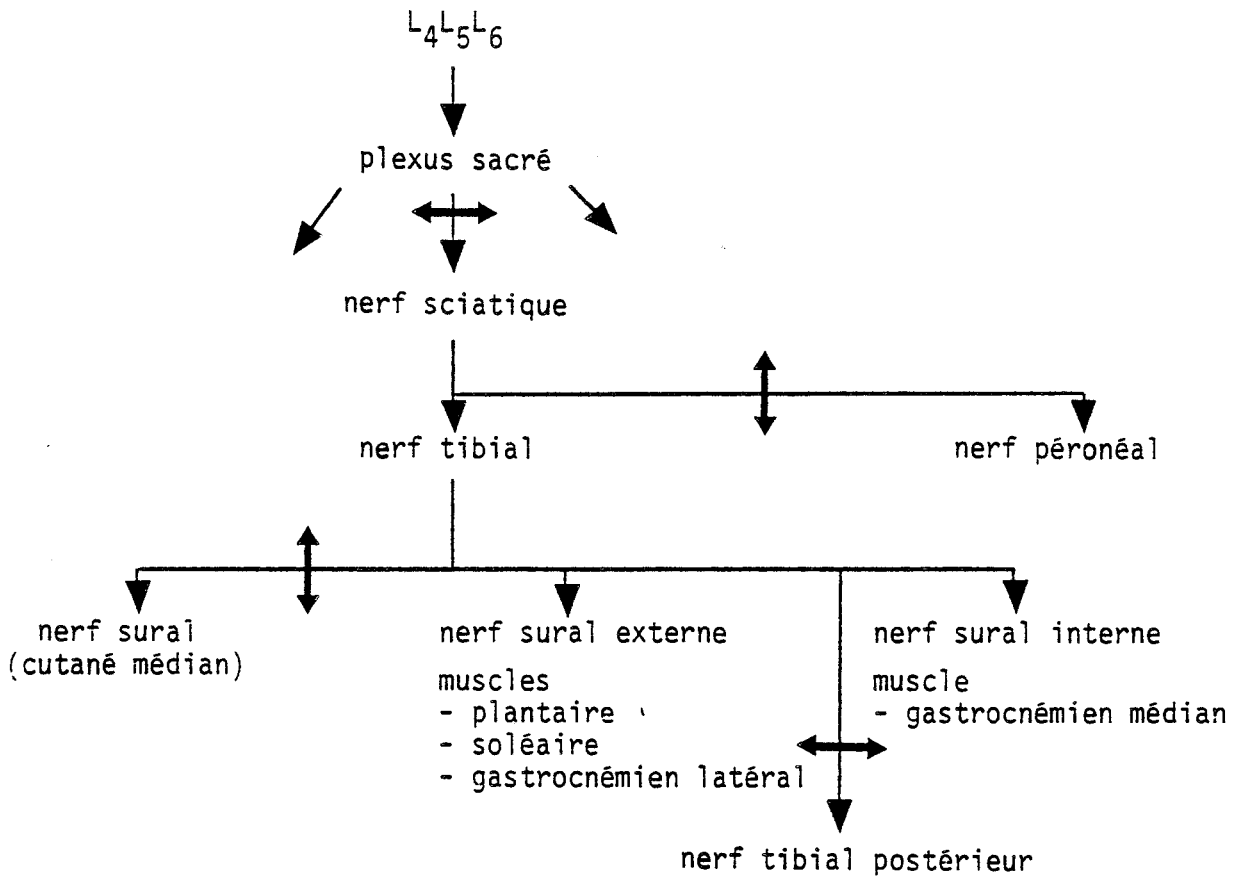 L4L5L6
plexus sacré
nerf sciatique
nerf tibial
nerf péronéal
nerf sural
(cutané médian)
nerf sural externe
muscles
- plantaire
- soléaire
- gastrocnémien latéral
nerf sural interne
muscle
- gastrocnémien médian
nerf tibial postérieur